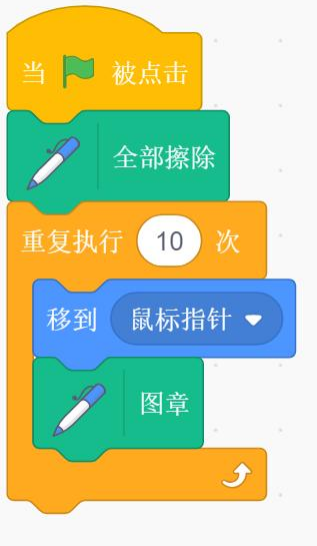 当 被点击
全部擦除
重复执行 10 次
移到 鼠标指针
图章